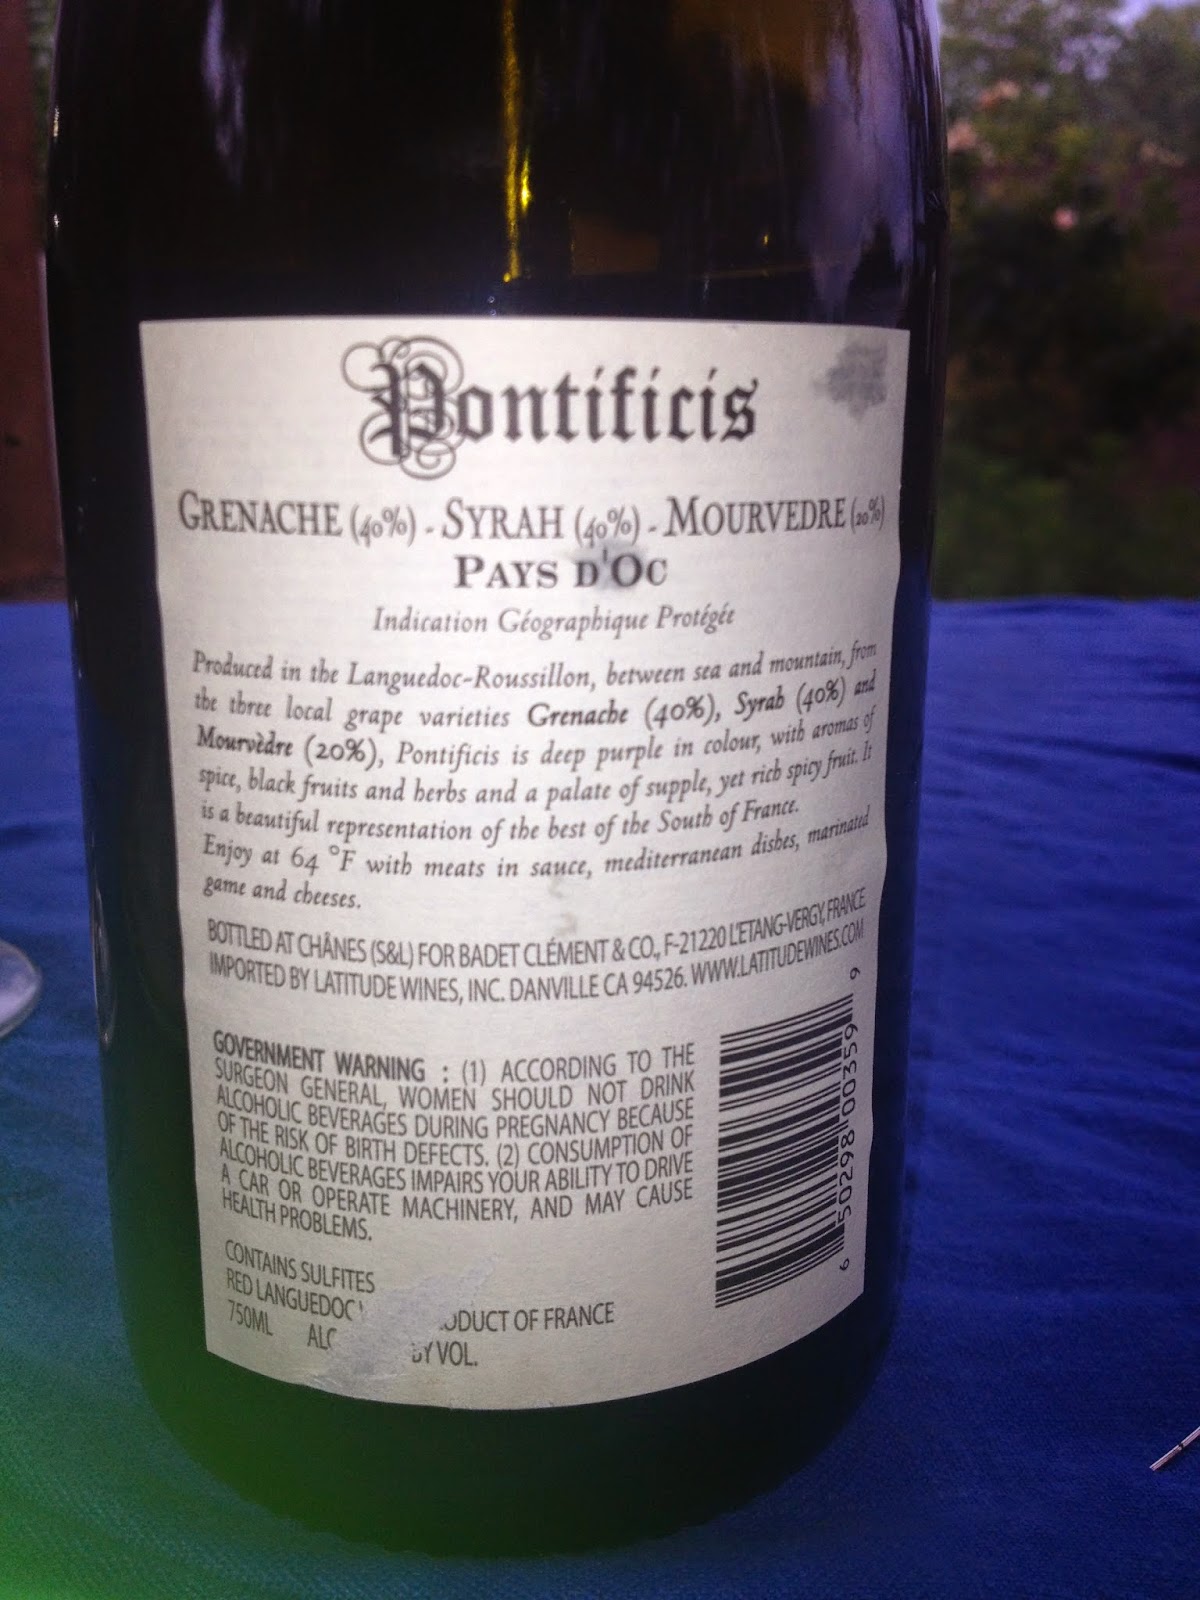 Pontificis
GRENACHE (40%) - SYRAH (40%) - MOURVEDRE (20%)
PAYS D'OC
Indication Géographique Protégée
Produced in the Languedoc-Roussillon, between sea and mountain, from
the three local grape varieties Grenache (40%), Syrah (40%) and
Mourvèdre (20%), Pontificis is deep purple in colour, with aromas of
spice, black fruits and herbs and a palate of supple, yet rich spicy fruit. It
is a beautiful representation of the best of the South of France.
Enjoy at 64 °F with meats in sauce, mediterranean dishes, marinated
game and cheeses.
BOTTLED AT CHÂNES (S&L) FOR BADET CLÉMENT & CO., F-21220 L'ETANG-VERGY, FRANCE
IMPORTED BY LATITUDE WINES, INC. DANVILLE CA 94526. WWW.LATITUDEWINES.COM
GOVERNMENT WARNING : (1) ACCORDING TO THE
SURGEON GENERAL, WOMEN SHOULD NOT DRINK
ALCOHOLIC BEVERAGES DURING PREGNANCY BECAUSE
OF THE RISK OF BIRTH DEFECTS. (2) CONSUMPTION OF
ALCOHOLIC BEVERAGES IMPAIRS YOUR ABILITY TO DRIVE
A CAR OR OPERATE MACHINERY, AND MAY CAUSE
HEALTH PROBLEMS.
6 50298 00359 9
CONTAINS SULFITES
RED LANGUEDOC OF FRANCE
750ML VOL.